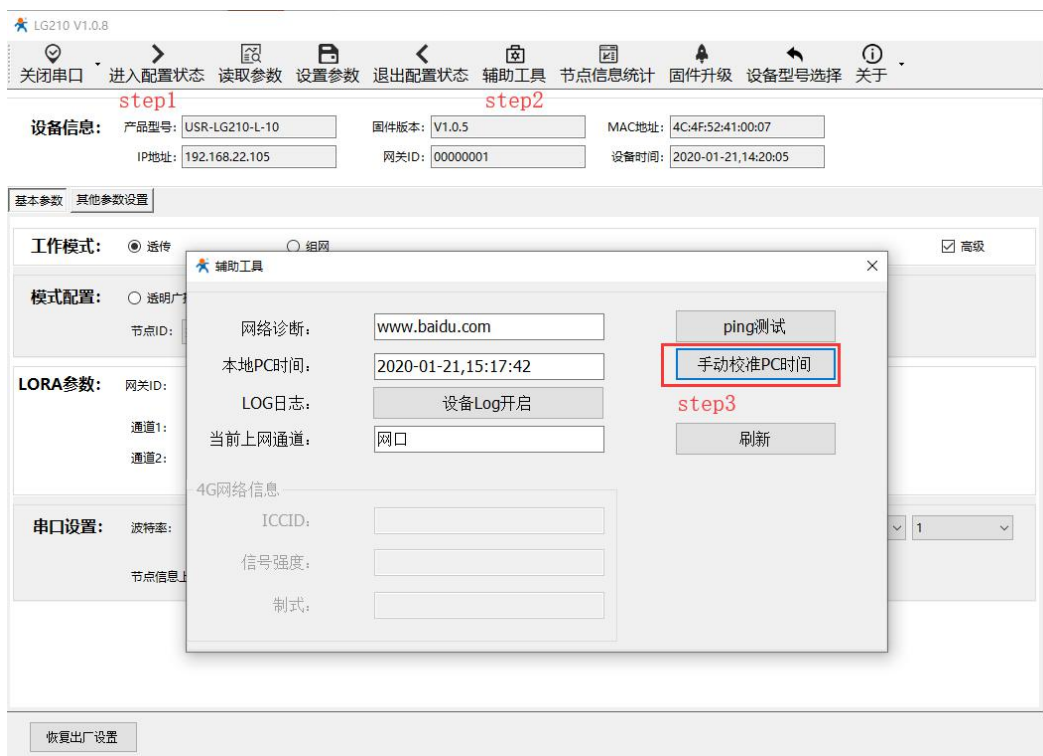 LG210 V1.0.8
关闭串口 进入配置状态 读取参数 设置参数 退出配置状态 辅助工具 节点信息统计 固件升级 设备型号选择 关于
step1 step2
设备信息: 产品型号: USR-LG210-L-10 固件版本: V1.0.5 MAC地址: 4C:4F:52:41:00:07
IP地址: 192.168.22.105 网关ID: 00000001 设备时间: 2020-01-21,14:20:05
基本参数 其他参数设置
工作模式: 透传 组网 高级
模式配置: 透明广
节点ID:
LORA参数: 网关ID:
通道1:
通道2:
串口设置: 波特率: 1
节点信息上
辅助工具
网络诊断: www.baidu.com ping测试
本地PC时间: 2020-01-21,15:17:42 手动校准PC时间
LOG日志: 设备Log开启 step3
当前上网通道: 网口 刷新
4G网络信息
ICCID:
信号强度:
制式:
恢复出厂设置